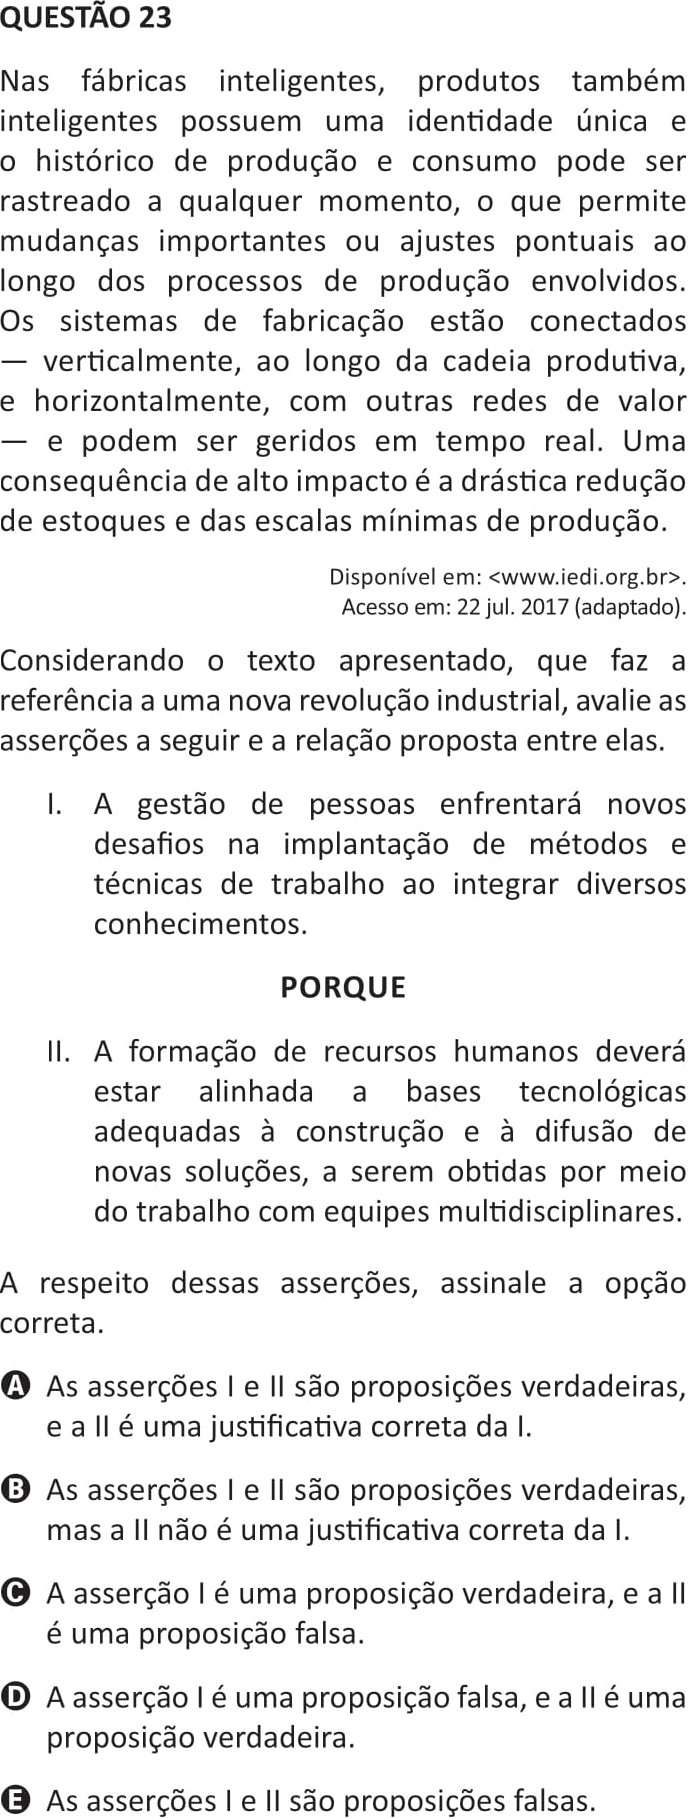 QUESTÃO 23
Nas fábricas inteligentes, produtos também
inteligentes possuem uma identidade única e
o histórico de produção e consumo pode ser
rastreado a qualquer momento, o que permite
mudanças importantes ou ajustes pontuais ao
longo dos processos de produção envolvidos.
Os sistemas de fabricação estão conectados
— verticalmente, ao longo da cadeia produtiva,
e horizontalmente, com outras redes de valor
— e podem ser geridos em tempo real. Uma
consequência de alto impacto é a drástica redução
de estoques e das escalas mínimas de produção.
Disponível em: <www.iedi.org.br>.
Acesso em: 22 jul. 2017 (adaptado).
Considerando o texto apresentado, que faz a
referência a uma nova revolução industrial, avalie as
asserções a seguir e a relação proposta entre elas.
I. A gestão de pessoas enfrentará novos
desafios na implantação de métodos e
técnicas de trabalho ao integrar diversos
conhecimentos.
PORQUE
II. A formação de recursos humanos deverá
estar alinhada a bases tecnológicas
adequadas à construção e à difusão de
novas soluções, a serem obtidas por meio
do trabalho com equipes multidisciplinares.
A respeito dessas asserções, assinale a opção
correta.
A As asserções I e II são proposições verdadeiras,
e a II é uma justificativa correta da I.
B As asserções I e II são proposições verdadeiras,
mas a II não é uma justificativa correta da I.
C A asserção I é uma proposição verdadeira, e a II
é uma proposição falsa.
D A asserção I é uma proposição falsa, e a II é uma
proposição verdadeira.
E As asserções I e II são proposições falsas.